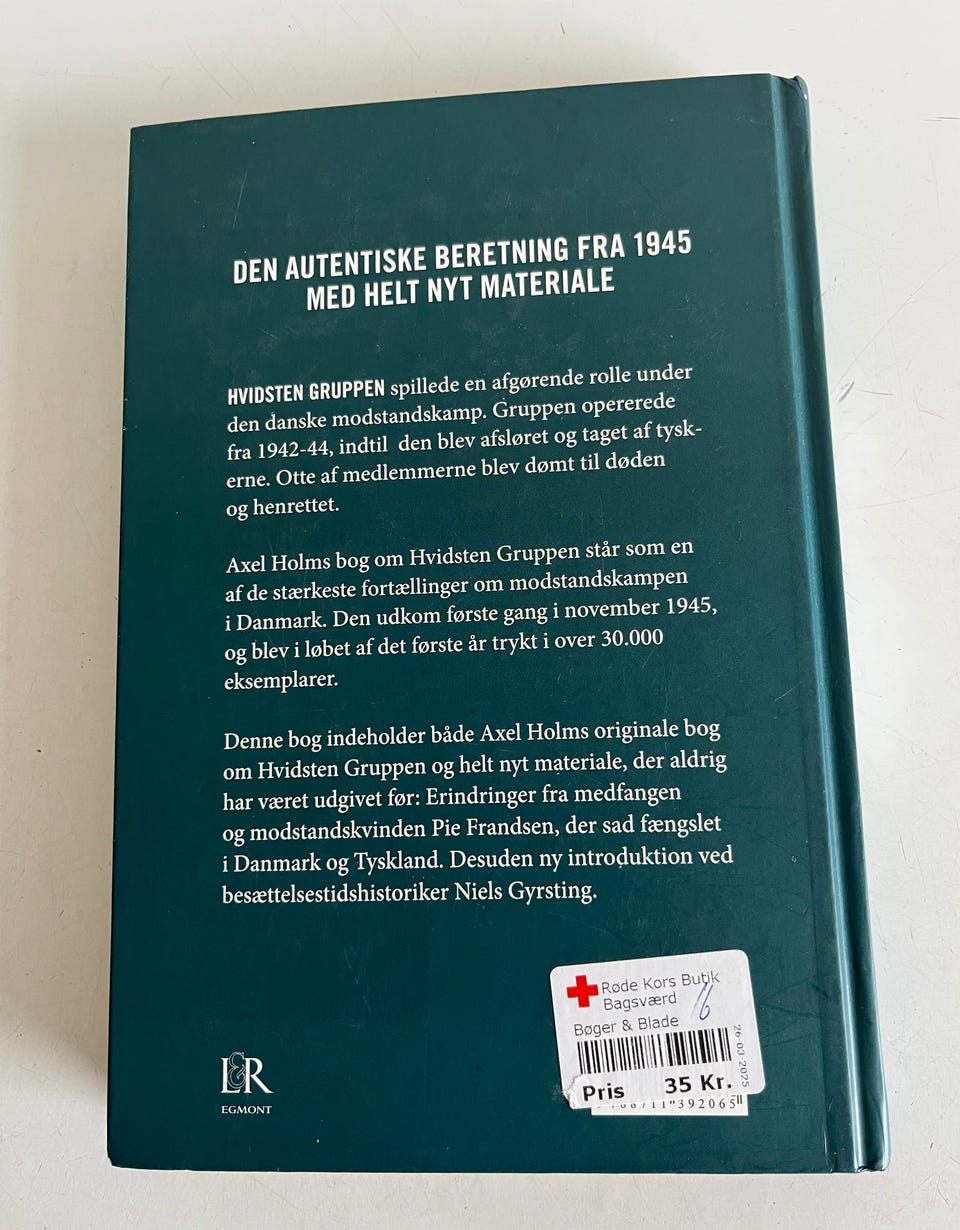 DEN AUTENTISKE BERETNING FRA 1945
MED HELT NYT MATERIALE
HVIDSTEN GRUPPEN spillede en afgørende rolle under
den danske modstandskamp. Gruppen opererede
fra 1942-44, indtil den blev afsløret og taget af tysk-
erne. Otte af medlemmerne blev dømt til døden
og henrettet.
Axel Holms bog om Hvidsten Gruppen står som en
af de stærkeste fortællinger om modstandskampen
i Danmark. Den udkom første gang i november 1945,
og blev i løbet af det første år trykt i over 30.000
eksemplarer.
Denne bog indeholder både Axel Holms originale bog
om Hvidsten Gruppen og helt nyt materiale, der aldrig
har været udgivet før: Erindringer fra medfangen
og modstandskvinden Pie Frandsen, der sad fængslet
i Danmark og Tyskland. Desuden ny introduktion ved
besættelsestidshistoriker Niels Gyrsting.
Røde Kors Butik
Bagsværd
Bøger & Blade
26-03-2025
Pris 35 Kr.
392065
L&R
EGMONT